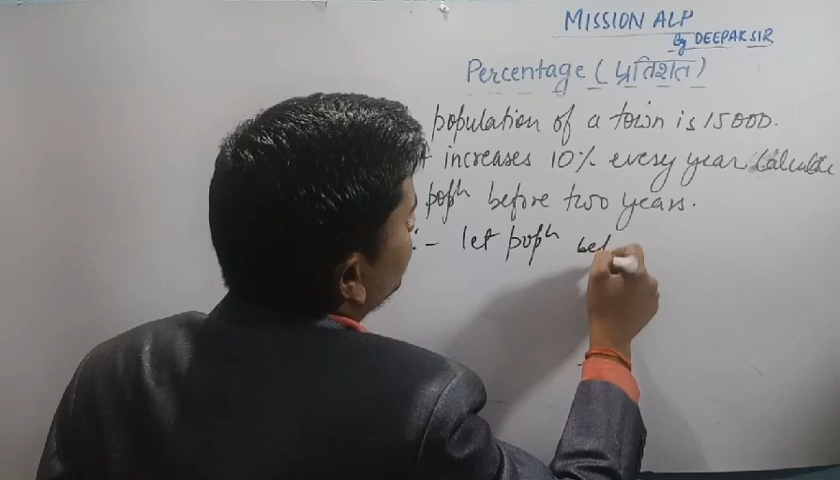 MISSION ALP
By DEEPAK SIR
Percentage (प्रतिशत)
population of a town is 15000.
increases 10% every year Calculate
popn before two years.
:- let popn bef